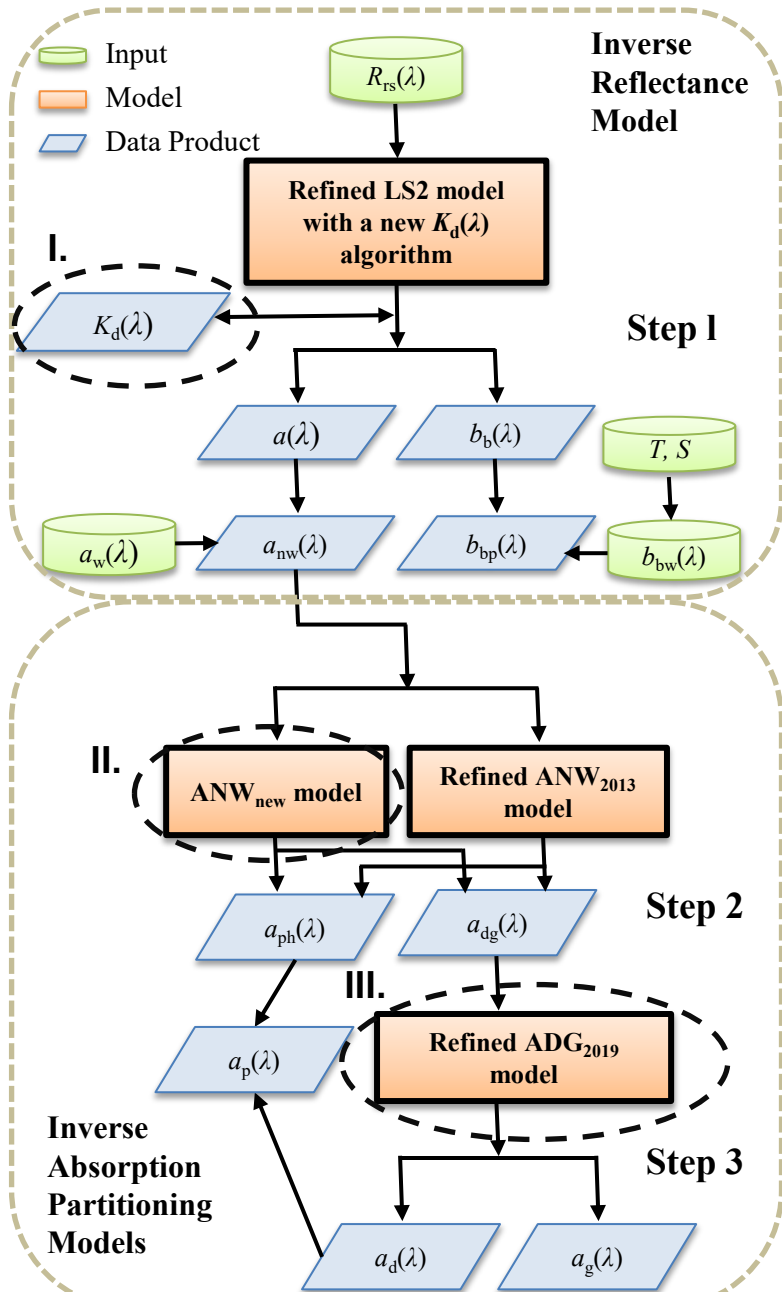 Input
Model
Data Product
Inverse
Reflectance
Model
Rrs(λ)
Refined LS2 model
with a new Kd(λ)
algorithm
I.
Kd(λ)
Step 1
a(λ)
bb(λ)
T, S
aw(λ)
anw(λ)
bbp(λ)
bbw(λ)
II.
ANWnew model
Refined ANW2013
model
Step 2
aph(λ)
adg(λ)
III.
Refined ADG2019
model
ap(λ)
Inverse
Absorption
Partitioning
Models
Step 3
ad(λ)
ag(λ)